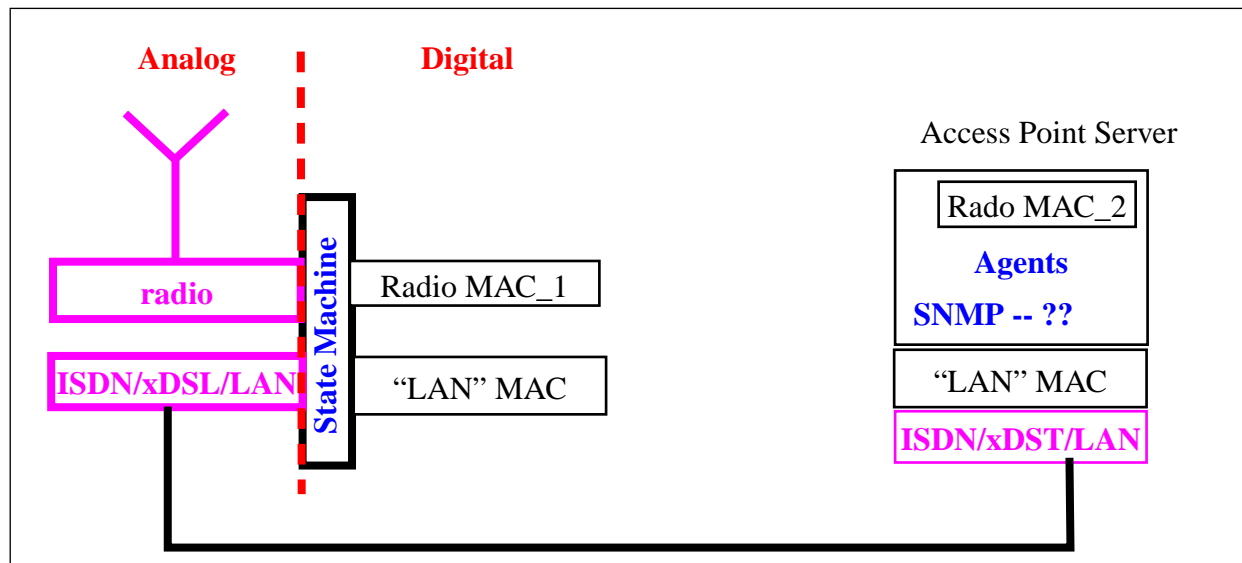 Analog
Digital
Access Point Server
Rado MAC_2
Agents
SNMP -- ??
radio
State Machine
Radio MAC_1
ISDN/xDSL/LAN
“LAN” MAC
“LAN” MAC
ISDN/xDST/LAN